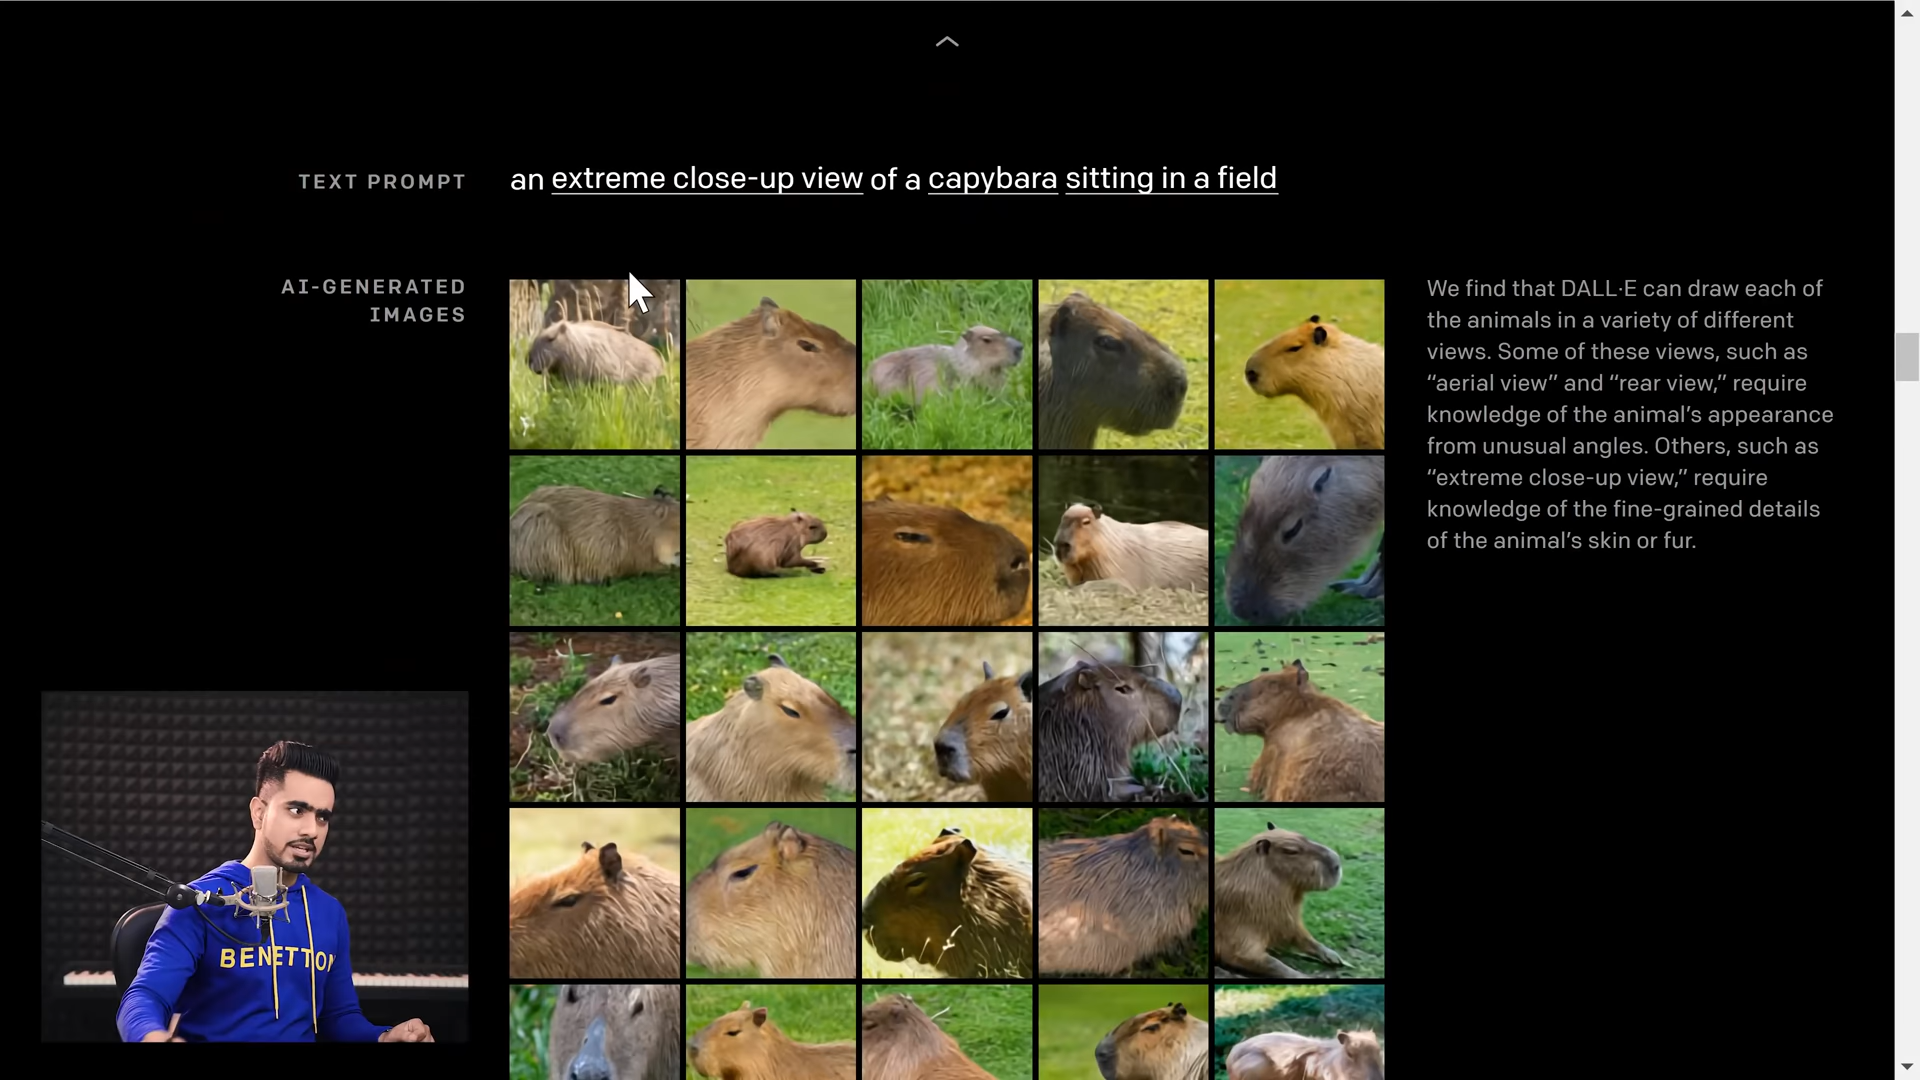 TEXT PROMPT
an extreme close-up view of a capybara sitting in a field
AI-GENERATED
IMAGES
We find that DALL·E can draw each of
the animals in a variety of different
views. Some of these views, such as
“aerial view” and “rear view,” require
knowledge of the animal’s appearance
from unusual angles. Others, such as
“extreme close-up view,” require
knowledge of the fine-grained details
of the animal’s skin or fur.
BENETTON